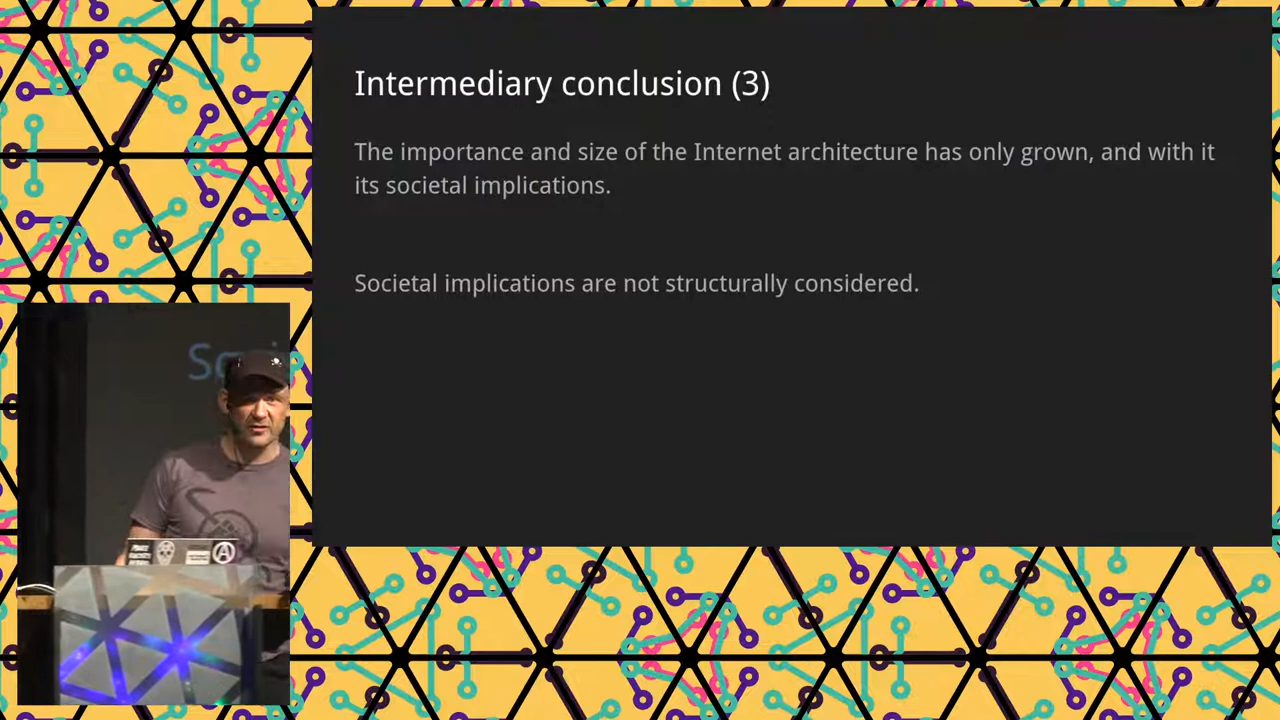 Intermediary conclusion (3)
The importance and size of the Internet architecture has only grown, and with it
its societal implications.
Societal implications are not structurally considered.